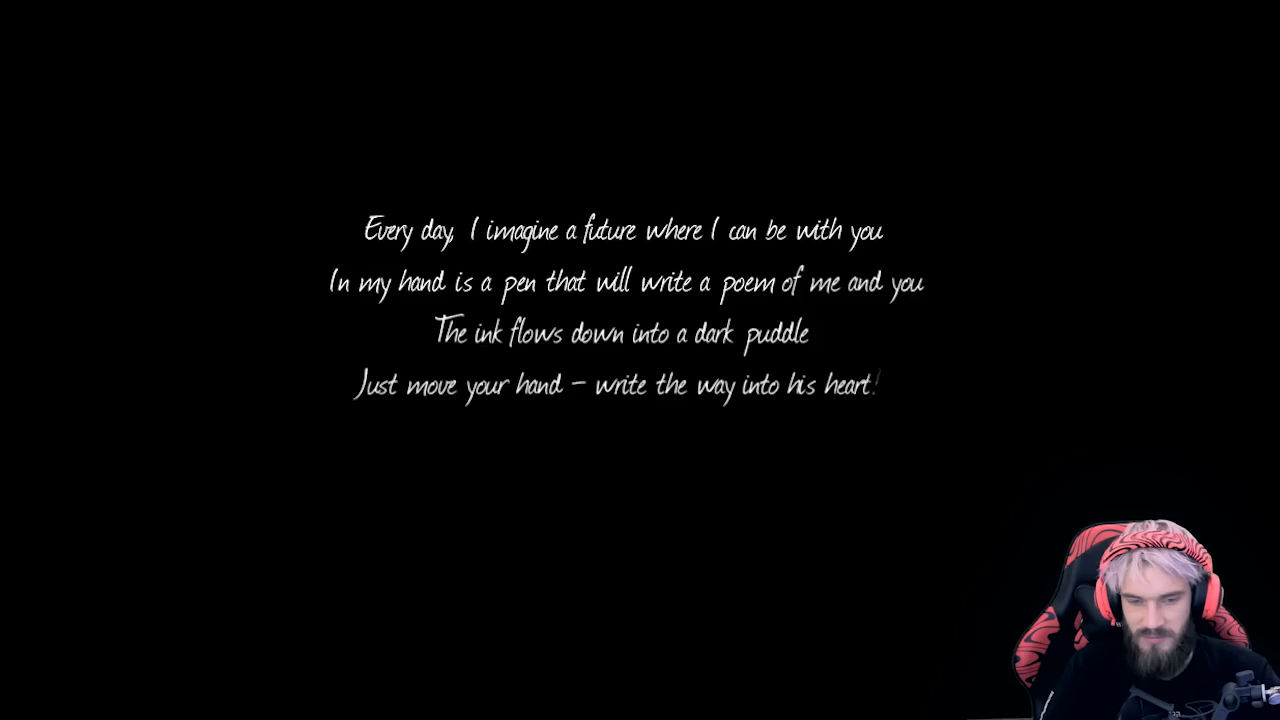 Every day, I imagine a future where I can be with you
In my hand is a pen that will write a poem of me and you
The ink flows down into a dark puddle
Just move your hand – write the way into his heart!